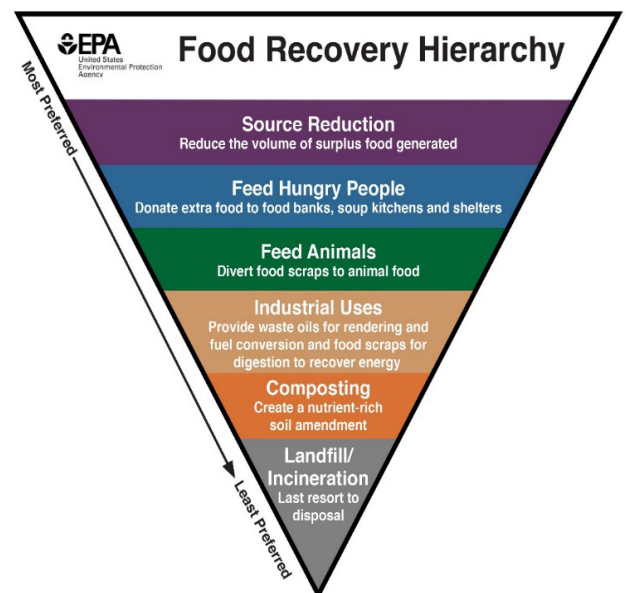 EPA
United States
Environmental Protection
Agency
Food Recovery Hierarchy
Most Preferred
Source Reduction
Reduce the volume of surplus food generated
Feed Hungry People
Donate extra food to food banks, soup kitchens and shelters
Feed Animals
Divert food scraps to animal food
Industrial Uses
Provide waste oils for rendering and
fuel conversion and food scraps for
digestion to recover energy
Composting
Create a nutrient-rich
soil amendment
Landfill/
Incineration
Last resort to
disposal
Least Preferred